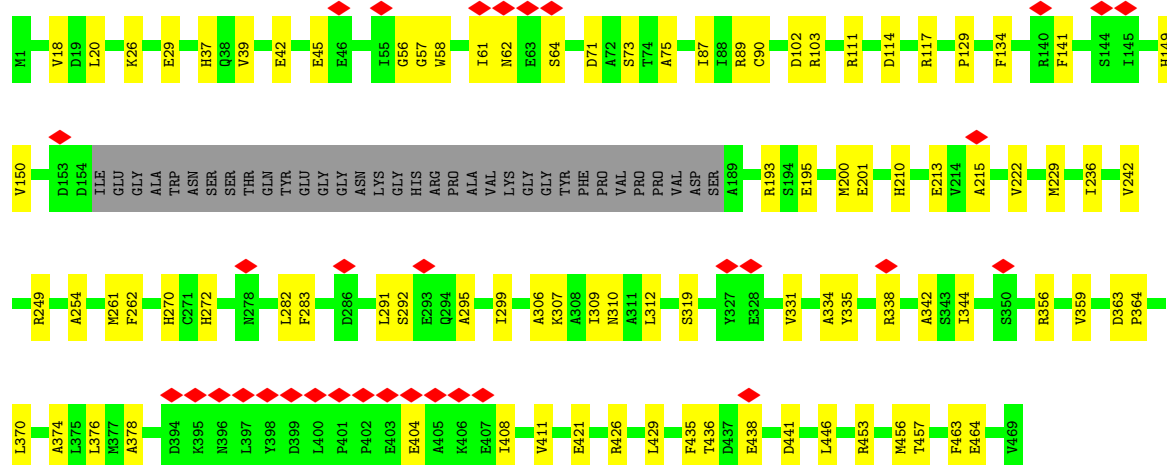 M1 V18 D19 L20 K26 E29 H37 Q38 V39 E42 E45 E46 I55 G56 G57 W58 I61 N62 E63 S64 D71 A72 S73 T74 A75 I87 I88 R89 C90 D102 R103 R111 D114 R117 P129 F134 R140 F141 S144 I145 H149
V150 D153 D154 ILE GLU GLY ALA TRP ASN SER SER THR GLN TYR GLU GLY GLY ASN LYS GLY HIS ARG PRO ALA VAL LYS GLY GLY TYR PHE PRO VAL PRO PRO VAL ASP SER A189 R193 S194 E195 M200 E201 H210 E213 V214 A215 V222 M229 I236 V242
R249 A254 M261 F262 H270 C271 H272 N278 L282 F283 D286 L291 S292 E293 Q294 A295 I299 A306 K307 A308 I309 N310 A311 L312 S319 Y327 E328 V331 A334 Y335 R338 A342 S343 I344 S350 R356 V359 D363 P364
L370 A374 L375 L376 M377 A378 D394 K395 N396 L397 Y398 D399 L400 P401 P402 E403 E404 A405 K406 E407 I408 V411 E421 R426 L429 F435 T436 D437 E438 D441 L446 R453 M456 T457 F463 E464 V469